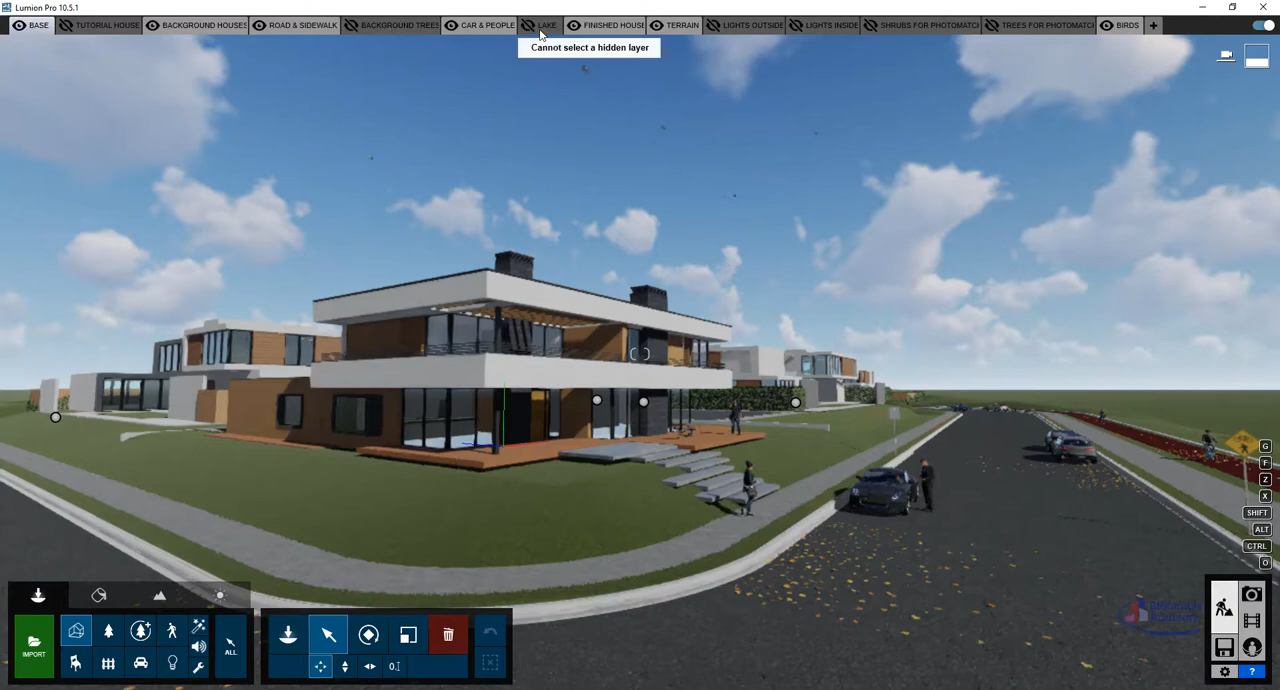 Lumion Pro 10.5.1
BASE
TUTORIAL HOUSE
BACKGROUND HOUSES
ROAD & SIDEWALK
BACKGROUND TREES
CAR & PEOPLE
LAKE
FINISHED HOUSE
TERRAIN
LIGHTS OUTSIDE
LIGHTS INSIDE
SHRUBS FOR PHOTOMATCH
TREES FOR PHOTOMATCH
BIRDS
Cannot select a hidden layer
G
F
Z
X
SHIFT
ALT
CTRL
O
IMPORT
ALL
?